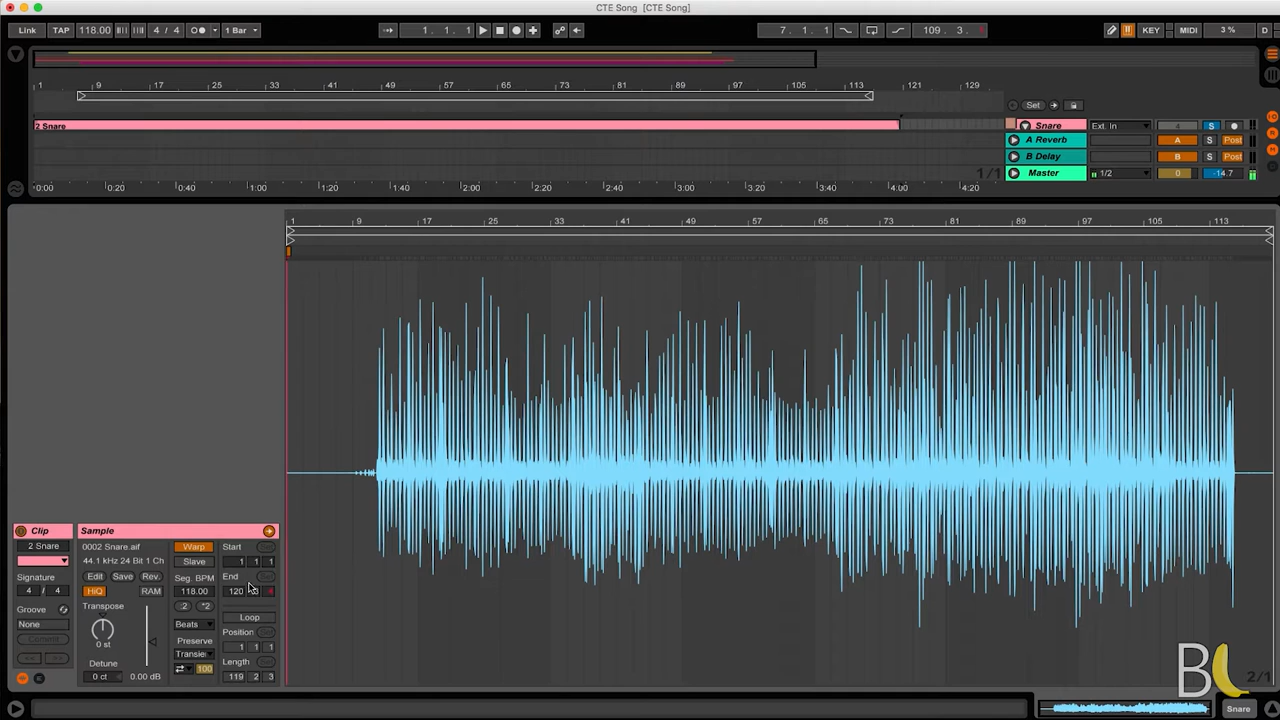 CTE Song [CTE Song]
Link TAP 118.00 4 / 4 1 Bar 1. 1. 1 7. 1. 1 109. 3. KEY MIDI 3 % D
1 9 17 25 33 41 49 57 65 73 81 89 97 105 113 121 129
Set
2 Snare
Snare Ext. In 4 S
A Reverb A S Post
B Delay B S Post
1/1 Master 1/2 0 -14.7
0:00 0:20 0:40 1:00 1:20 1:40 2:00 2:20 2:40 3:00 3:20 3:40 4:00 4:20
1 9 17 25 33 41 49 57 65 73 81 89 97 105 113
Clip
2 Snare
Signature
4 / 4
Groove
None
Commit
<< >>
Sample
0002 Snare.aif
44.1 kHz 24 Bit 1 Ch
Edit Save Rev.
HiQ RAM
Transpose
0 st
Detune
0 ct 0.00 dB
Warp
Slave
Seg. BPM
118.00
:2 *2
Beats
Preserve
Transie
100
Start
1 1 1
End
120
Loop
Position
1 1 1
Length
119 2 3
B
2/1
Snare